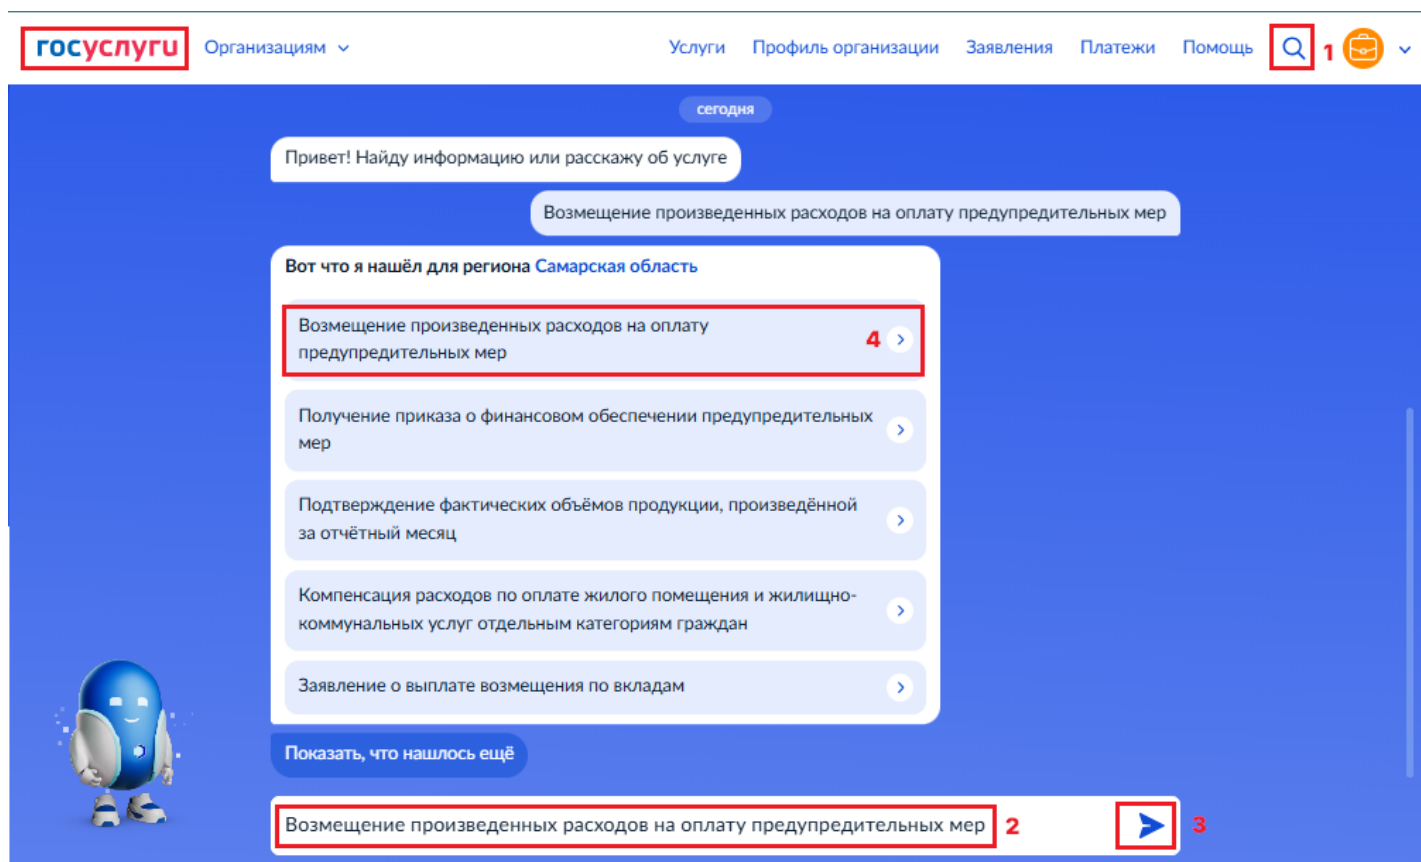 госуслуги Организациям Услуги Профиль организации Заявления Платежи Помощь 1
сегодня
Привет! Найду информацию или расскажу об услуге
Возмещение произведенных расходов на оплату предупредительных мер
Вот что я нашёл для региона Самарская область
Возмещение произведенных расходов на оплату
предупредительных мер
4
Получение приказа о финансовом обеспечении предупредительных
мер
Подтверждение фактических объёмов продукции, произведённой
за отчётный месяц
Компенсация расходов по оплате жилого помещения и жилищно-
коммунальных услуг отдельным категориям граждан
Заявление о выплате возмещения по вкладам
Показать, что нашлось ещё
Возмещение произведенных расходов на оплату предупредительных мер 2 3